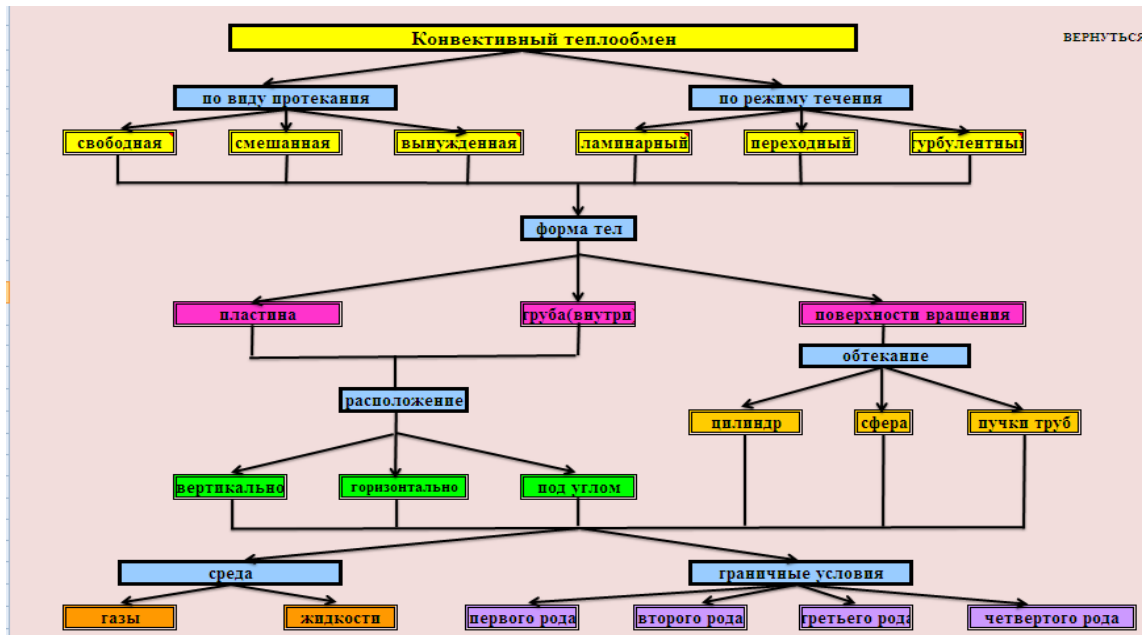 Конвективный теплообмен
ВЕРНУТЬСЯ
по виду протекания
по режиму течения
свободная
смешанная
вынужденная
ламинарный
переходный
турбулентный
форма тел
пластина
труба(внутри)
поверхности врашения
обтекание
расположение
цилиндр
сфера
пучки труб
вертикально
горизонтально
под углом
среда
граничные условия
газы
жидкости
первого рода
второго рода
третьего рода
четвертого рода